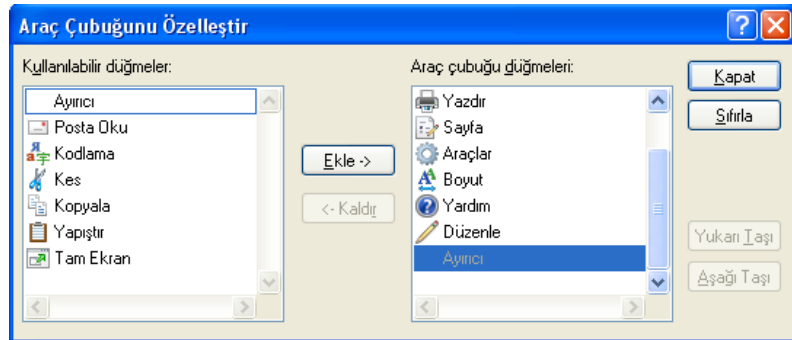 Araç Çubuğunu Özelleştir
Kullanılabilir düğmeler:
Ayırıcı
Posta Oku
Kodlama
Kes
Kopyala
Yapıştır
Tam Ekran
Ekle ->
<- Kaldır
Araç çubuğu düğmeleri:
Yazdır
Sayfa
Araçlar
Boyut
Yardım
Düzenle
Ayırıcı
Kapat
Sıfırla
Yukarı Taşı
Aşağı Taşı